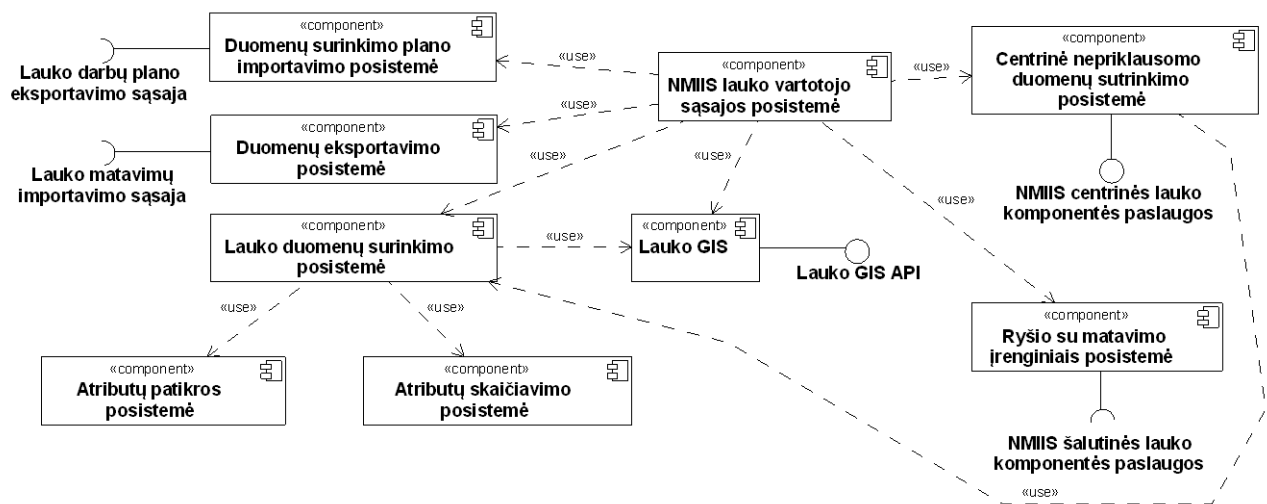 «component»
Duomenų surinkimo plano
importavimo posistemė
Lauko darbų plano
eksportavimo sąsaja
«use»
«component»
NMIIS lauko vartotojo
sąsajos posistemė
«use»
«component»
Centrinė nepriklausomo
duomenų sutrinkimo
posistemė
«use»
«component»
Duomenų eksportavimo
posistemė
Lauko matavimų
importavimo sąsaja
«use»
«use»
«use»
NMIIS centrinės lauko
komponentės paslaugos
«component»
Lauko duomenų surinkimo
posistemė
«use»
«component»
Lauko GIS
Lauko GIS API
«use»
«use»
«component»
Ryšio su matavimo
įrenginiais posistemė
«component»
Atributų patikros
posistemė
«component»
Atributų skaičiavimo
posistemė
NMIIS šalutinės lauko
komponentės paslaugos
«use»